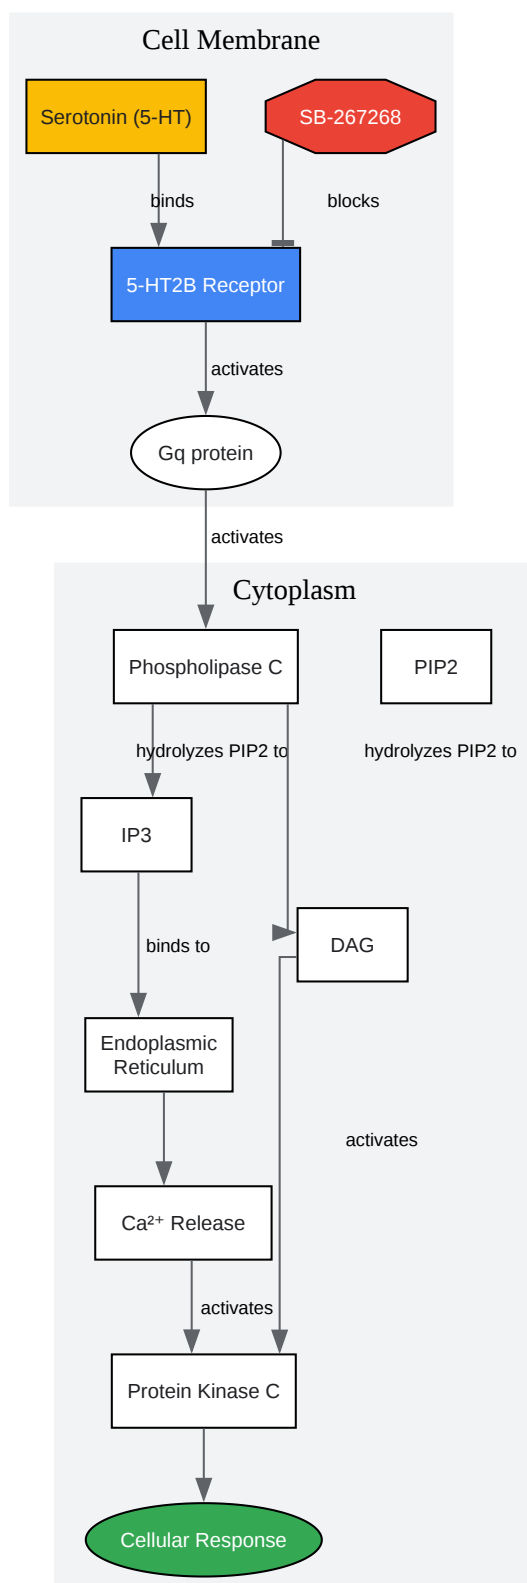 Cell Membrane
Serotonin (5-HT)
SB-267268
binds
blocks
5-HT2B Receptor
activates
Gq protein
activates
Cytoplasm
Phospholipase C
PIP2
hydrolyzes PIP2 to
hydrolyzes PIP2 to
IP3
DAG
binds to
Endoplasmic
Reticulum
activates
Ca²⁺ Release
activates
Protein Kinase C
Cellular Response